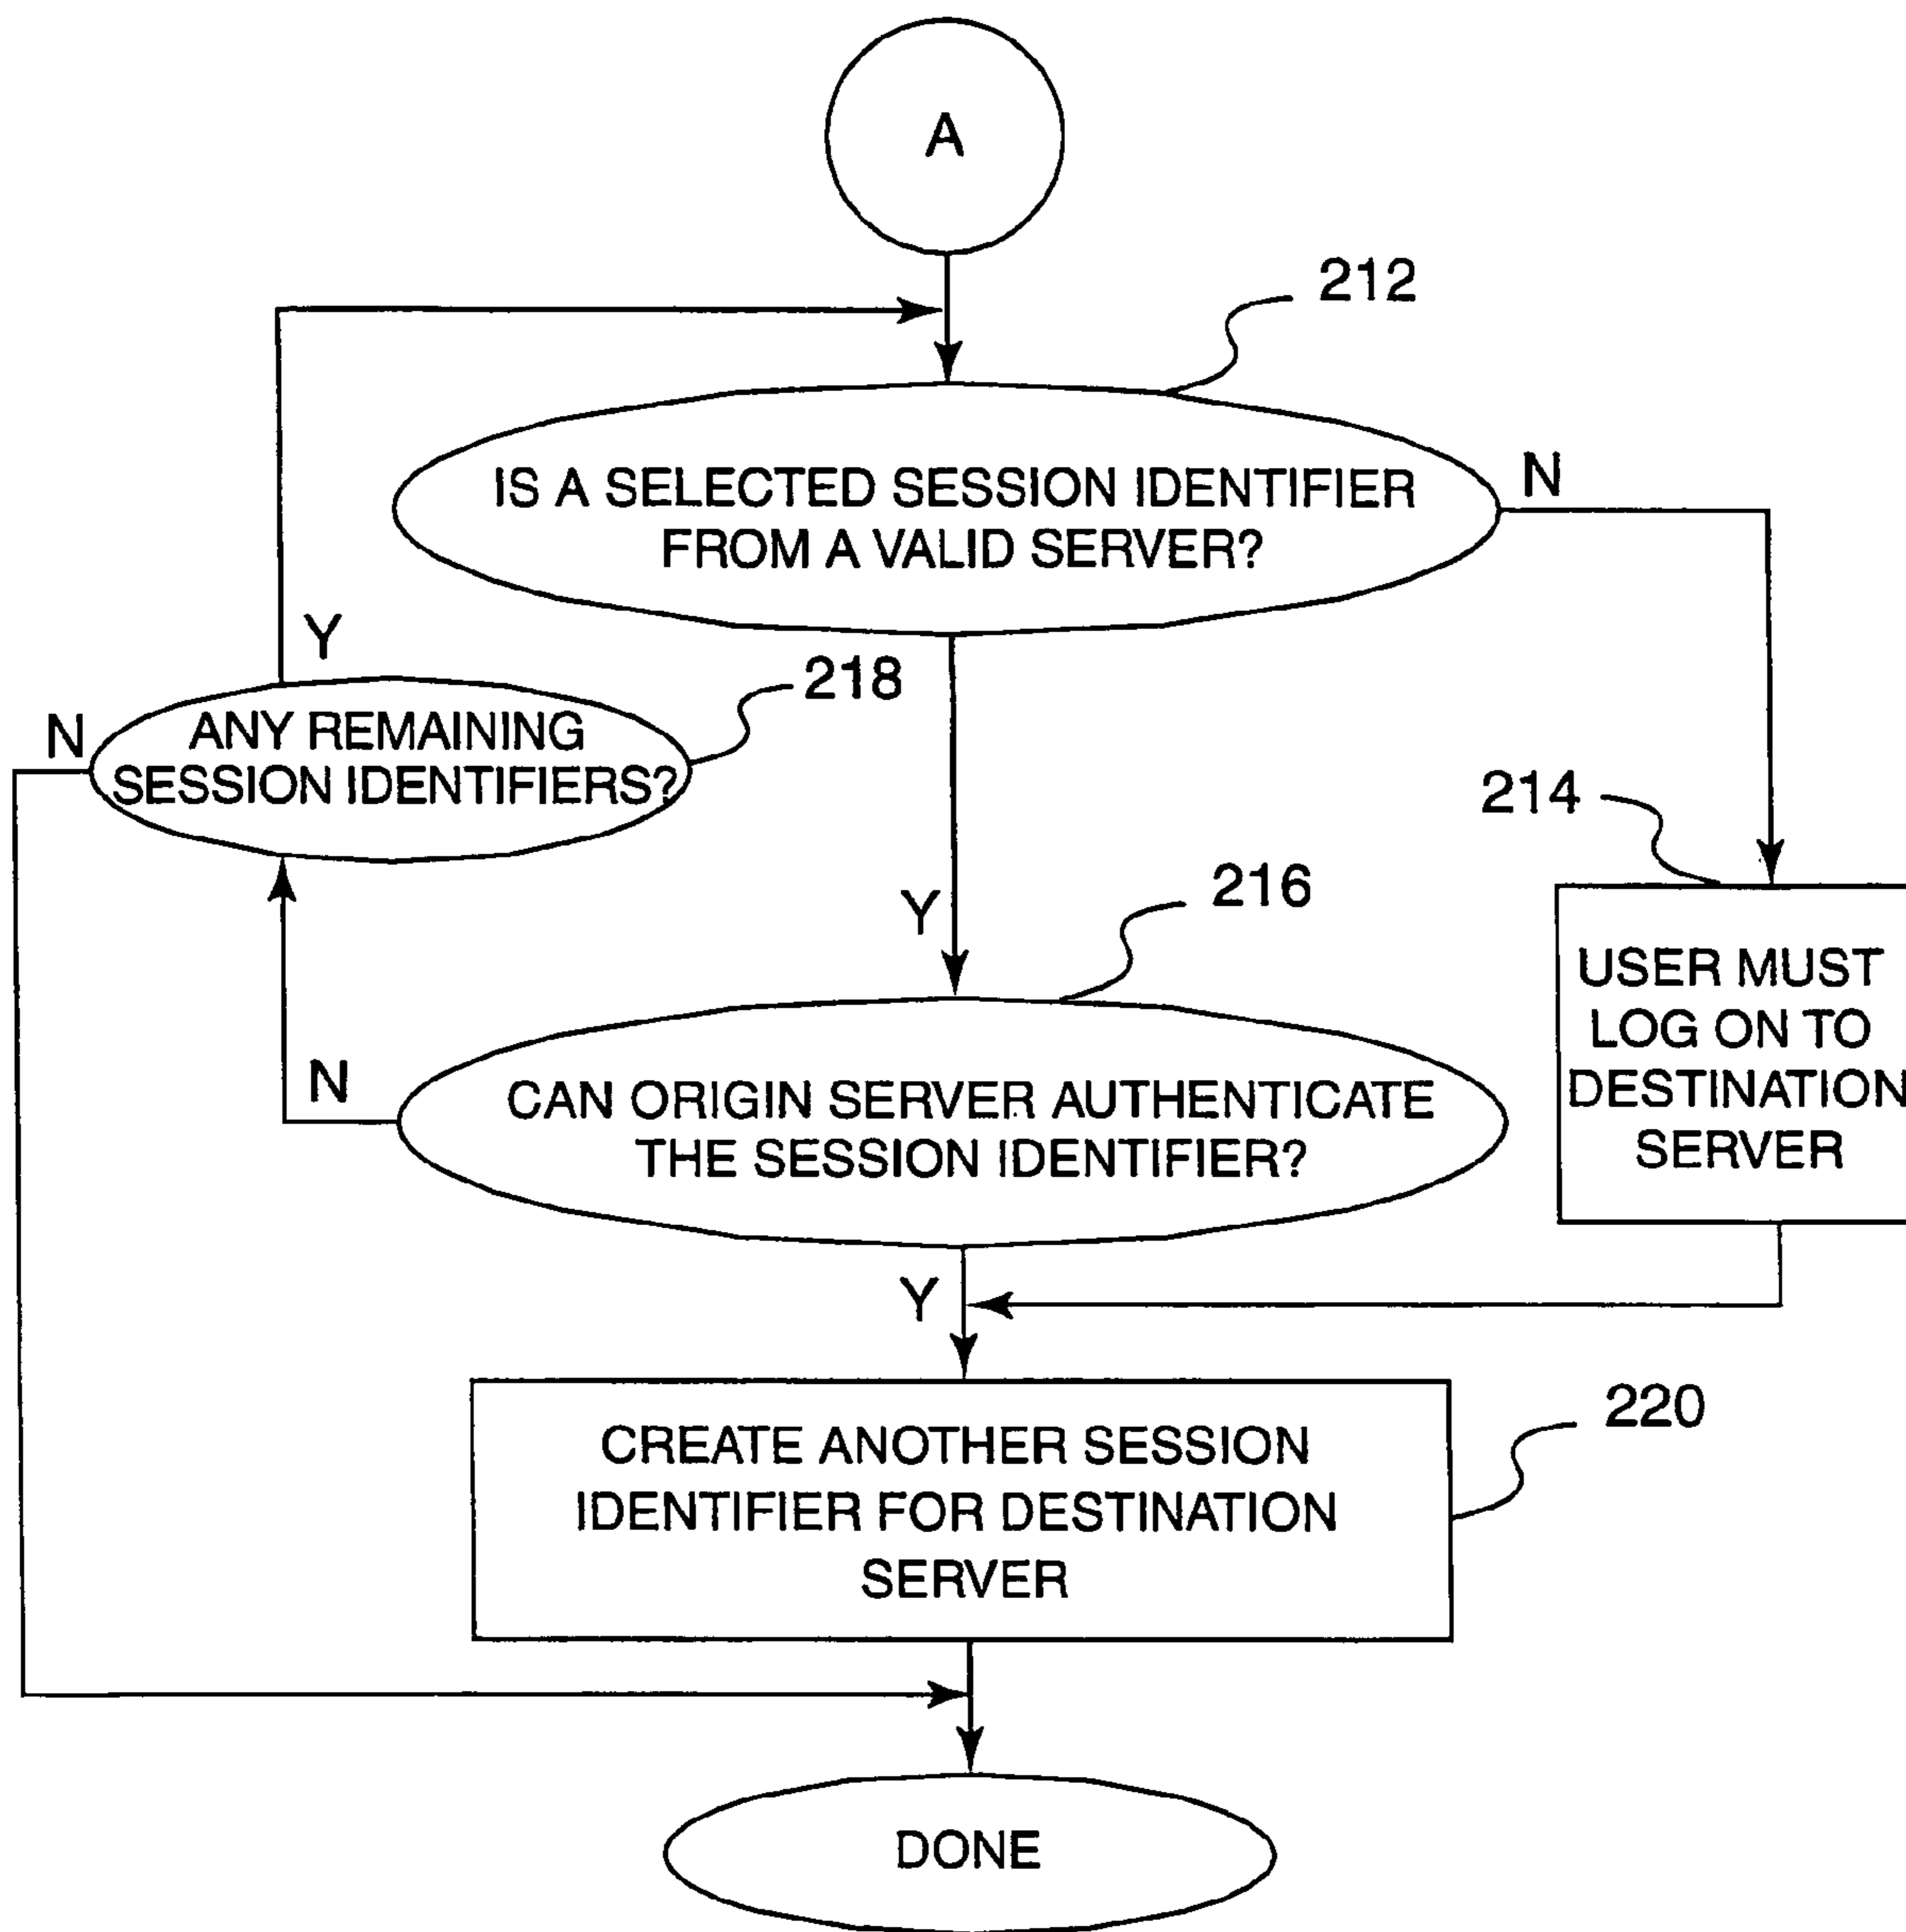 A
212
IS A SELECTED SESSION IDENTIFIER
FROM A VALID SERVER?
N
Y
218
N
ANY REMAINING
SESSION IDENTIFIERS?
214
Y
216
USER MUST
LOG ON TO
DESTINATION
SERVER
N
CAN ORIGIN SERVER AUTHENTICATE
THE SESSION IDENTIFIER?
Y
220
CREATE ANOTHER SESSION
IDENTIFIER FOR DESTINATION
SERVER
DONE